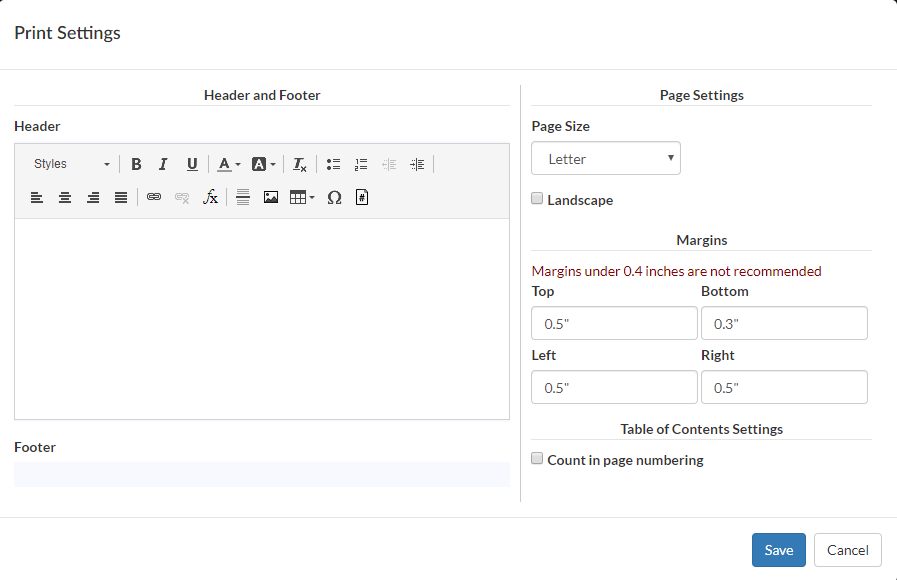 Print Settings
Header and Footer
Header
Styles
B I U A A Ix
fx Ω #
Footer
Page Settings
Page Size
Letter
Landscape
Margins
Margins under 0.4 inches are not recommended
Top Bottom
0.5" 0.3"
Left Right
0.5" 0.5"
Table of Contents Settings
Count in page numbering
Save Cancel